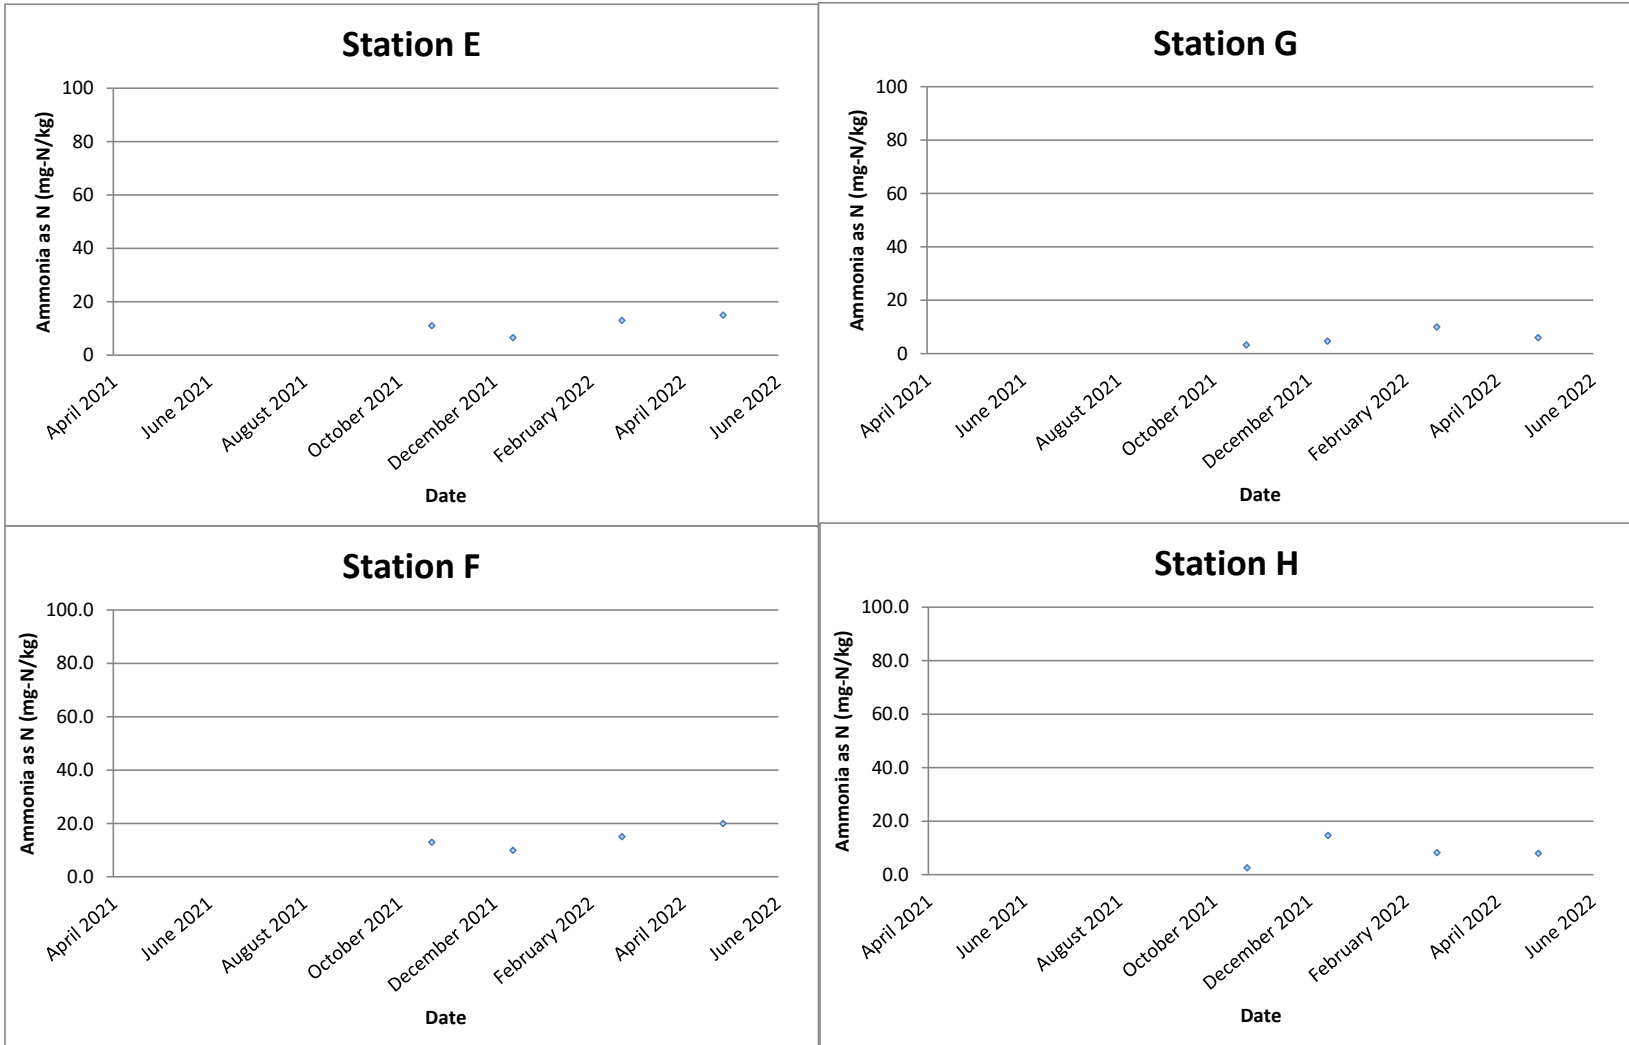 Station E
Ammonia as N (mg-N/kg)
100
80
60
40
20
0
April 2021
June 2021
August 2021
October 2021
December 2021
February 2022
April 2022
June 2022
Date
Station G
Ammonia as N (mg-N/kg)
100
80
60
40
20
0
April 2021
June 2021
August 2021
October 2021
December 2021
February 2022
April 2022
June 2022
Date
Station F
Ammonia as N (mg-N/kg)
100.0
80.0
60.0
40.0
20.0
0.0
April 2021
June 2021
August 2021
October 2021
December 2021
February 2022
April 2022
June 2022
Date
Station H
Ammonia as N (mg-N/kg)
100.0
80.0
60.0
40.0
20.0
0.0
April 2021
June 2021
August 2021
October 2021
December 2021
February 2022
April 2022
June 2022
Date